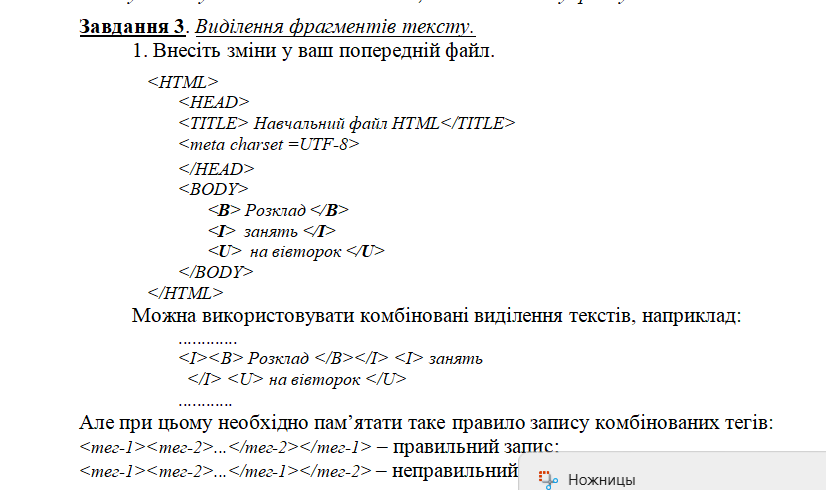 Завдання 3. Виділення фрагментів тексту.
1. Внесіть зміни у ваш попередній файл.
<HTML>
<HEAD>
<TITLE> Навчальний файл HTML</TITLE>
<meta charset =UTF-8>
</HEAD>
<BODY>
<B> Розклад </B>
<I> занять </I>
<U> на вівторок </U>
</BODY>
</HTML>
Можна використовувати комбіновані виділення текстів, наприклад:
.............
<I><B> Розклад </B></I> <I> занять
</I> <U> на вівторок </U>
............
Але при цьому необхідно пам’ятати таке правило запису комбінованих тегів:
<тег-1><тег-2>...</тег-2></тег-1> – правильний запис;
<тег-1><тег-2>...</тег-1></тег-2> – неправильний
Ножницы